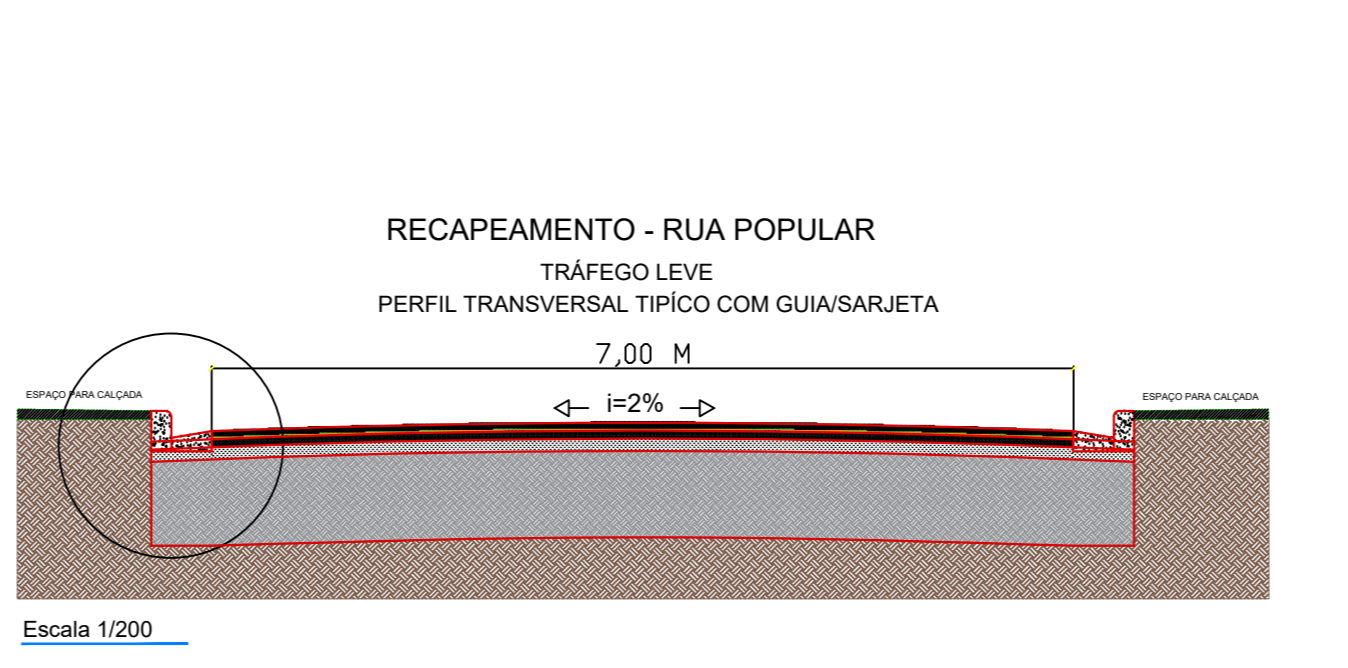 RECAPEAMENTO - RUA POPULAR
TRÁFEGO LEVE
PERFIL TRANSVERSAL TIPÍCO COM GUIA/SARJETA
7,00 M
ESPAÇO PARA CALÇADA
i=2%
ESPAÇO PARA CALÇADA
Escala 1/200